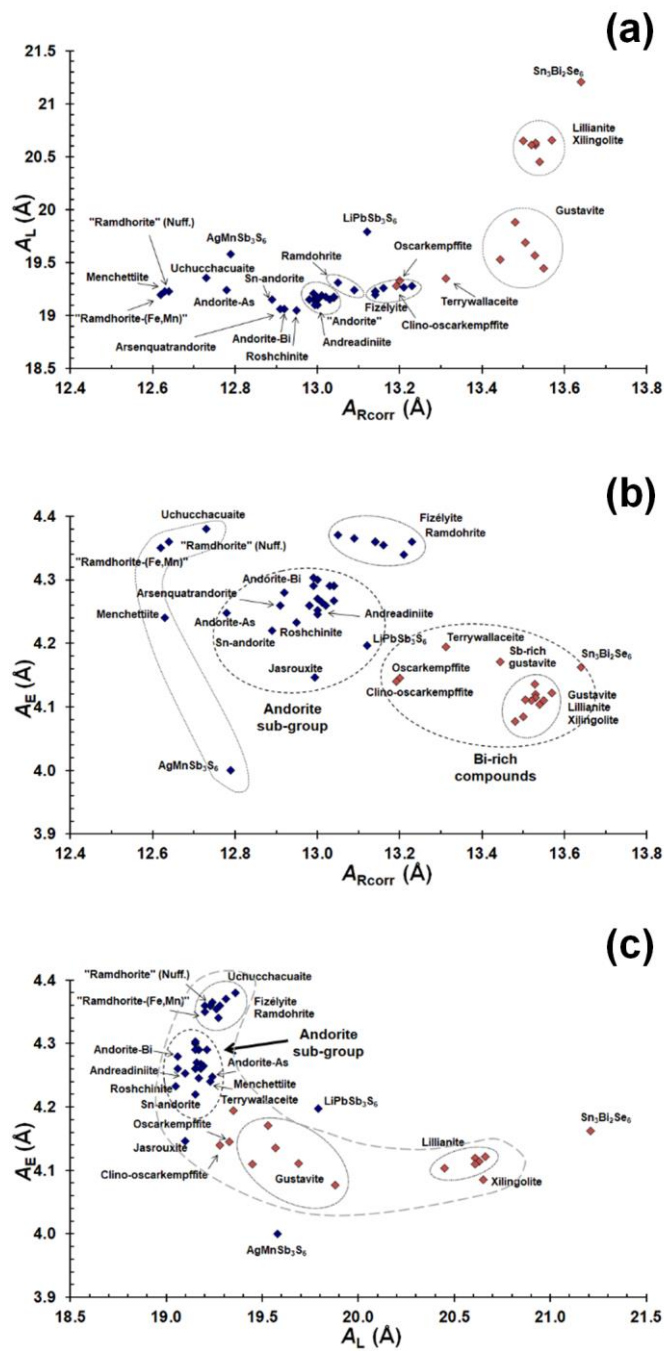 (a)
21.5
21.0
20.5
20.0
19.5
19.0
18.5
A_L (Å)
Sn₃Bi₂Se₆
Lillianite
Xilingolite
Gustavite
"Ramdhorite" (Nuff.)
LiPbSb₃S₆
AgMnSb₃S₆
Oscarkempffite
Ramdohrite
Menchettiite
Uchucchacuaite
Sn-andorite
"Ramdhorite-(Fe,Mn)"
Andorite-As
"Andorite"
Fizélyite
Terrywallaceite
Clino-oscarkempffite
Arsenquatrandorite
Andorite-Bi
Andreadiniite
Roshchinite
12.4 12.6 12.8 13.0 13.2 13.4 13.6 13.8
A_Rcorr (Å)
(b)
4.4
4.3
4.2
4.1
4.0
3.9
A_E (Å)
Uchucchacuaite
Fizélyite
Ramdohrite
"Ramdhorite" (Nuff.)
"Ramdhorite-(Fe,Mn)"
Andorite-Bi
Arsenquatrandorite
Menchettiite
Andorite-As
Andreadiniite
Roshchinite
Sn-andorite
LiPbSb₃S₆
Terrywallaceite
Sb-rich
gustavite
Sn₃Bi₂Se₆
Jasrouxite
Oscarkempffite
Clino-oscarkempffite
Gustavite
Lillianite
Xilingolite
Andorite
sub-group
Bi-rich
compounds
AgMnSb₃S₆
12.4 12.6 12.8 13.0 13.2 13.4 13.6 13.8
A_Rcorr (Å)
(c)
4.4
4.3
4.2
4.1
4.0
3.9
A_E (Å)
"Ramdhorite" (Nuff.)
Uchucchacuaite
"Ramdhorite-(Fe,Mn)"
Fizélyite
Ramdohrite
Andorite
sub-group
Andorite-Bi
Andorite-As
Andreadiniite
Menchettiite
Roshchinite
Terrywallaceite
Sn-andorite
LiPbSb₃S₆
Oscarkempffite
Sn₃Bi₂Se₆
Jasrouxite
Lillianite
Clino-oscarkempffite
Gustavite
Xilingolite
AgMnSb₃S₆
18.5 19.0 19.5 20.0 20.5 21.0 21.5
A_L (Å)